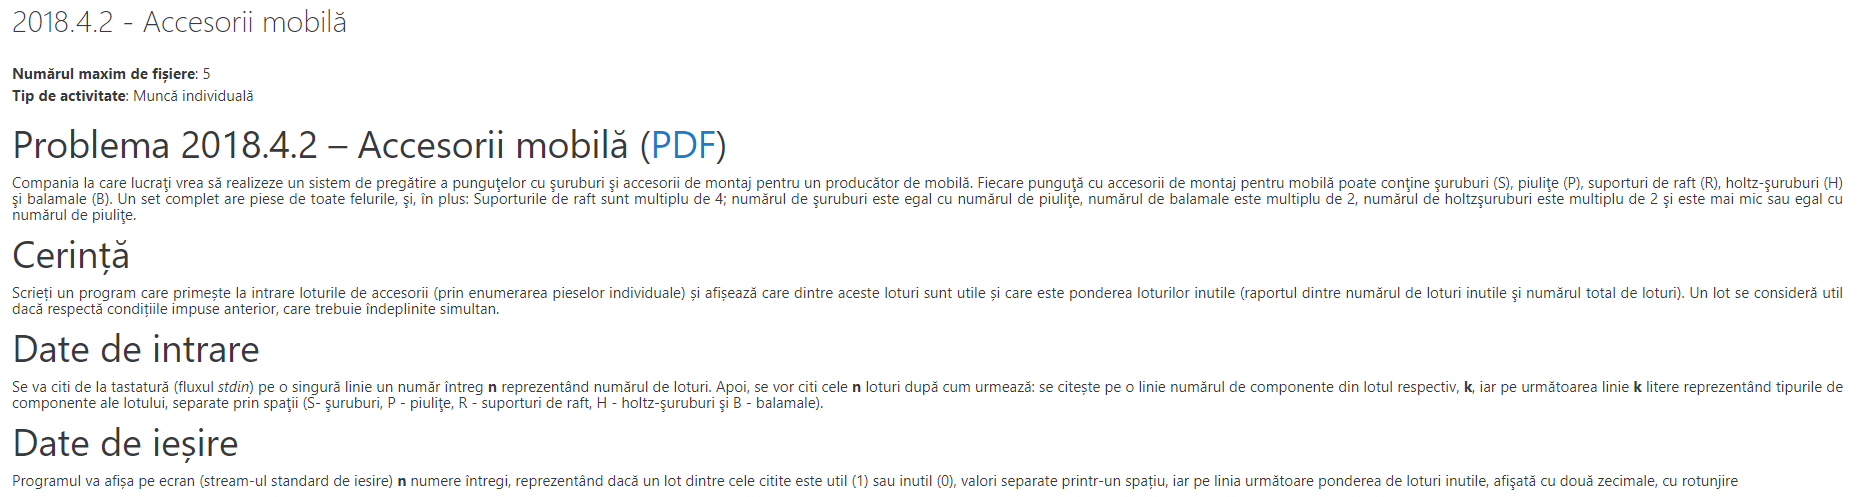 2018.4.2 - Accesorii mobilă
Numărul maxim de fișiere: 5
Tip de activitate: Muncă individuală
Problema 2018.4.2 – Accesorii mobilă (PDF)
Compania la care lucraţi vrea să realizeze un sistem de pregătire a punguţelor cu şuruburi şi accesorii de montaj pentru un producător de mobilă. Fiecare punguţă cu accesorii de montaj pentru mobilă poate conţine şuruburi (S), piuliţe (P), suporturi de raft (R), holtz-şuruburi (H)
şi balamale (B). Un set complet are piese de toate felurile, şi, în plus: Suporturile de raft sunt multiplu de 4; numărul de şuruburi este egal cu numărul de piuliţe, numărul de balamale este multiplu de 2, numărul de holtzşuruburi este multiplu de 2 şi este mai mic sau egal cu
numărul de piuliţe.
Cerință
Scrieți un program care primește la intrare loturile de accesorii (prin enumerarea pieselor individuale) și afișează care dintre aceste loturi sunt utile și care este ponderea loturilor inutile (raportul dintre numărul de loturi inutile şi numărul total de loturi). Un lot se consideră util
dacă respectă condițiile impuse anterior, care trebuie îndeplinite simultan.
Date de intrare
Se va citi de la tastatură (fluxul stdin) pe o singură linie un număr întreg n reprezentând numărul de loturi. Apoi, se vor citi cele n loturi după cum urmează: se citește pe o linie numărul de componente din lotul respectiv, k, iar pe următoarea linie k litere reprezentând tipurile de
componente ale lotului, separate prin spaţii (S- şuruburi, P - piuliţe, R - suporturi de raft, H - holtz-şuruburi şi B - balamale).
Date de ieșire
Programul va afișa pe ecran (stream-ul standard de iesire) n numere întregi, reprezentând dacă un lot dintre cele citite este util (1) sau inutil (0), valori separate printr-un spațiu, iar pe linia următoare ponderea de loturi inutile, afişată cu două zecimale, cu rotunjire